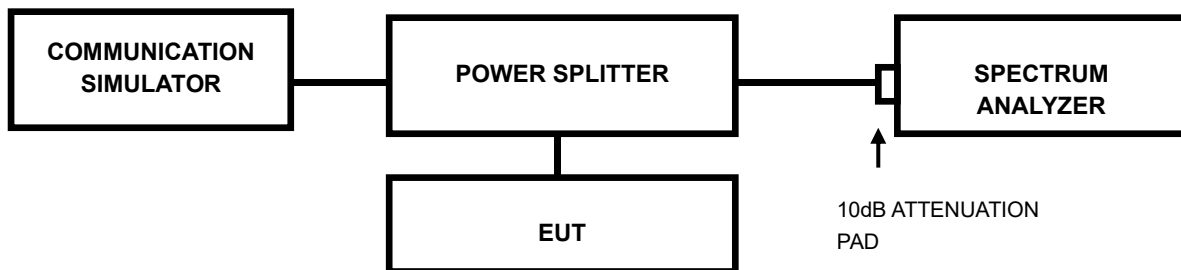 COMMUNICATION
SIMULATOR
POWER SPLITTER
SPECTRUM
ANALYZER
EUT
10dB ATTENUATION
PAD